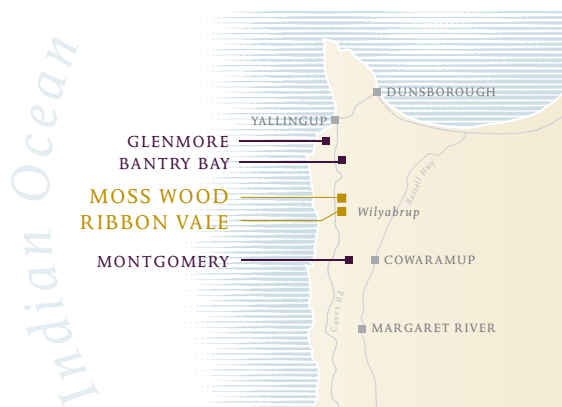 Indian Ocean
DUNSBOROUGH
YALLINGUP
GLENMORE
BANTRY BAY
Bussell Hwy
MOSS WOOD
RIBBON VALE
Wilyabrup
MONTGOMERY
COWARAMUP
Caves Rd
MARGARET RIVER